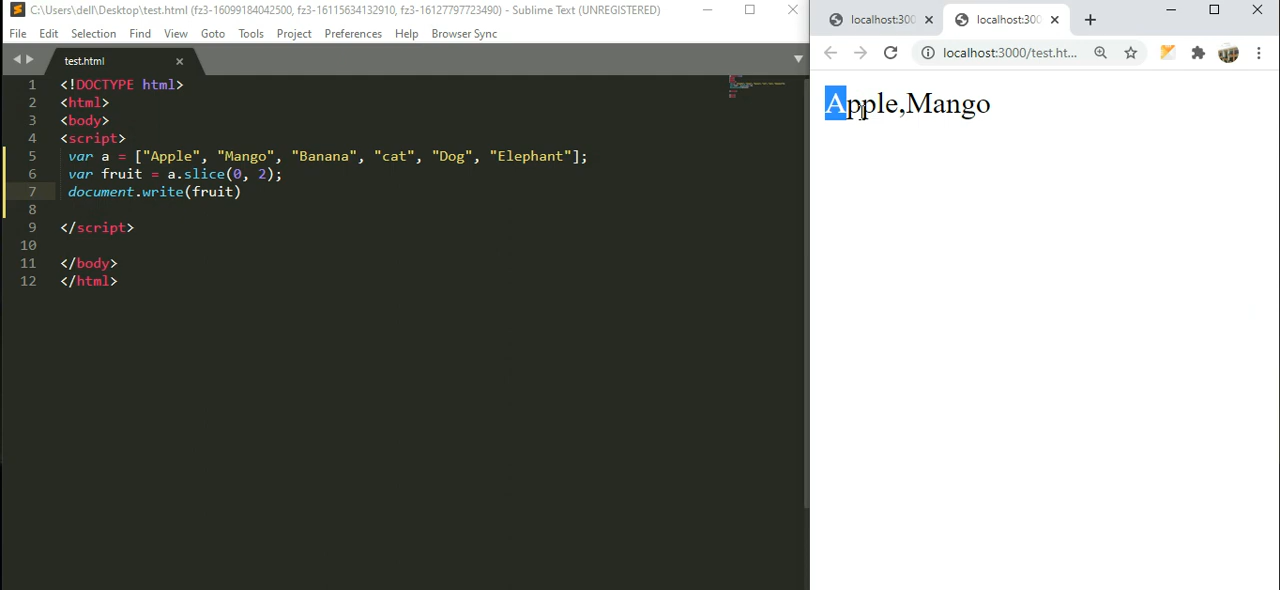 C:\Users\dell\Desktop\test.html (fz3-16099184042500, fz3-16115634132910, fz3-16127797723490) - Sublime Text (UNREGISTERED)
File Edit Selection Find View Goto Tools Project Preferences Help Browser Sync
test.html
1 <!DOCTYPE html>
2 <html>
3 <body>
4 <script>
5 var a = ["Apple", "Mango", "Banana", "cat", "Dog", "Elephant"];
6 var fruit = a.slice(0, 2);
7 document.write(fruit)
8
9 </script>
10
11 </body>
12 </html>
localhost:300 localhost:300
localhost:3000/test.ht...
Apple,Mango